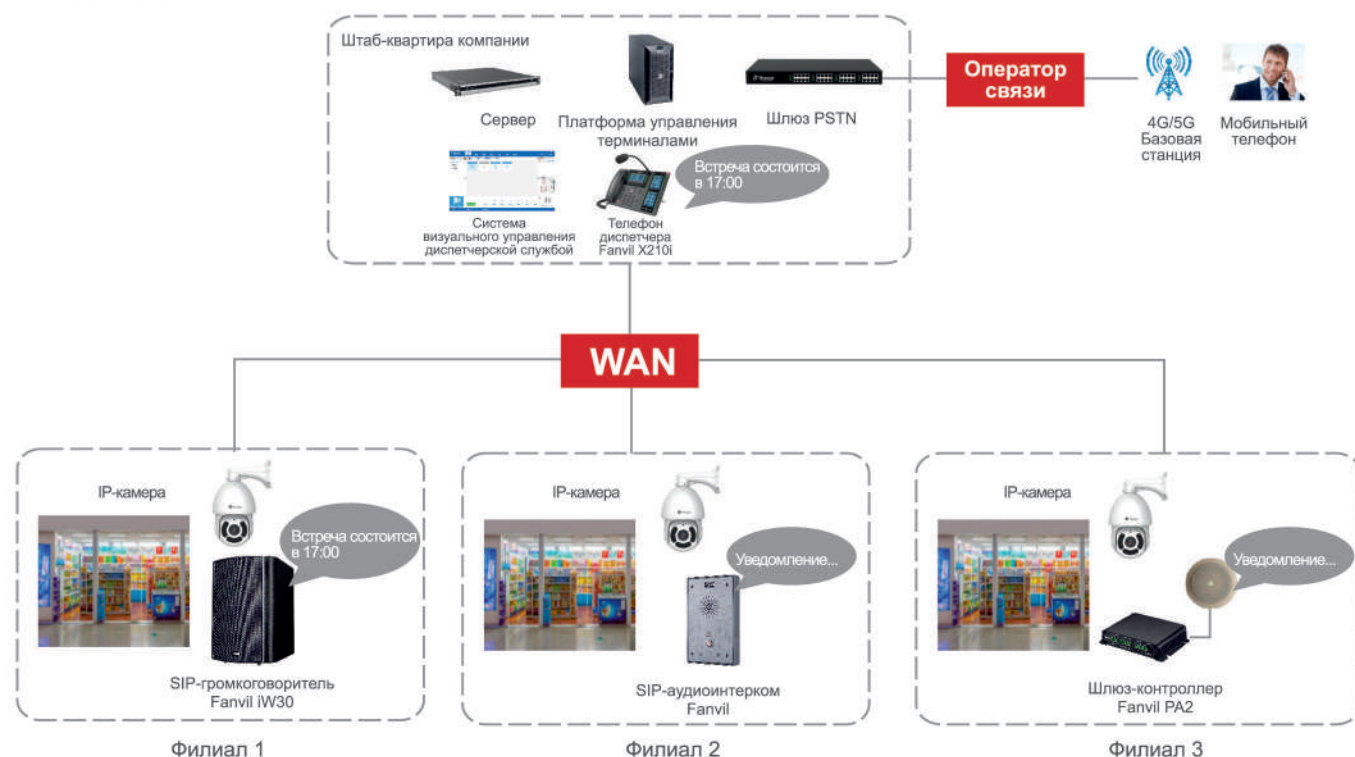 Штаб-квартира компании
Сервер
Платформа управления
терминалами
Шлюз PSTN
Оператор
связи
4G/5G
Базовая
станция
Мобильный
телефон
Система
визуального управления
диспетчерской службой
Телефон
диспетчера
Fanvil X210i
Встреча состоится
в 17:00
WAN
IP-камера
Встреча состоится
в 17:00
SIP-громкоговоритель
Fanvil iW30
Филиал 1
IP-камера
Уведомление...
SIP-аудиоинтерком
Fanvil
Филиал 2
IP-камера
Уведомление...
Шлюз-контроллер
Fanvil PA2
Филиал 3